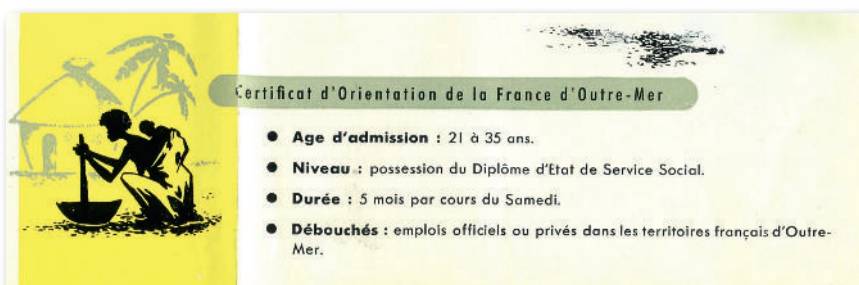 Certificat d'Orientation de la France d'Outre-Mer
● Age d'admission : 21 à 35 ans.
● Niveau : possession du Diplôme d'Etat de Service Social.
● Durée : 5 mois par cours du Samedi.
● Débouchés : emplois officiels ou privés dans les territoires français d'Outre-
Mer.